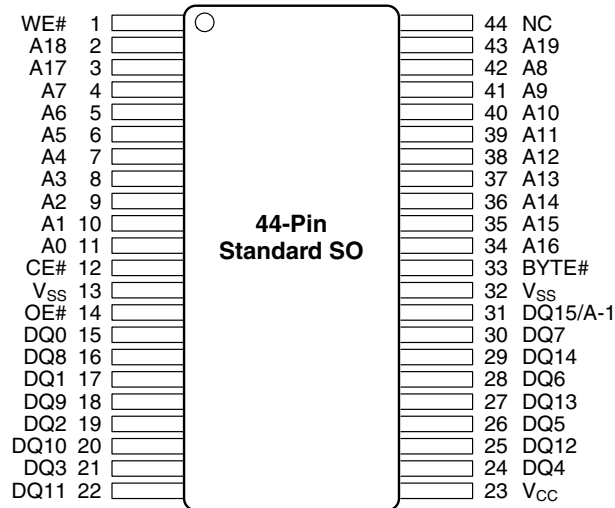 WE# 1 44 NC
A18 2 43 A19
A17 3 42 A8
A7 4 41 A9
A6 5 40 A10
A5 6 39 A11
A4 7 38 A12
A3 8 37 A13
A2 9 36 A14
A1 10 44-Pin 35 A15
A0 11 Standard SO 34 A16
CE# 12 33 BYTE#
VSS 13 32 VSS
OE# 14 31 DQ15/A-1
DQ0 15 30 DQ7
DQ8 16 29 DQ14
DQ1 17 28 DQ6
DQ9 18 27 DQ13
DQ2 19 26 DQ5
DQ10 20 25 DQ12
DQ3 21 24 DQ4
DQ11 22 23 VCC